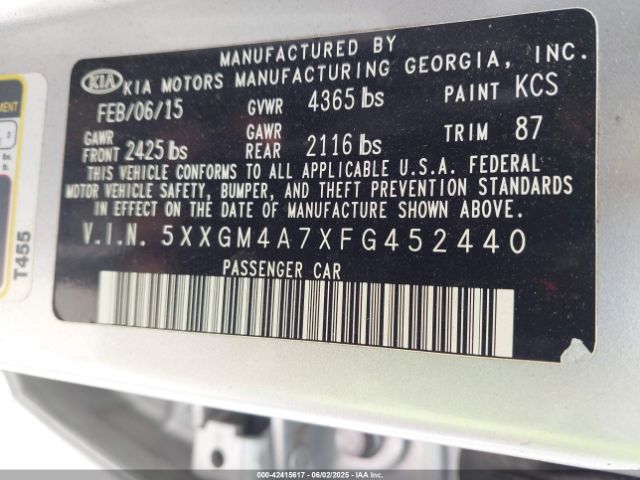 MANUFACTURED BY
KIA KIA MOTORS MANUFACTURING GEORGIA, INC.
FEB/06/15 GVWR 4365 lbs PAINT KCS
GAWR FRONT 2425 lbs GAWR REAR 2116 lbs TRIM 87
THIS VEHICLE CONFORMS TO ALL APPLICABLE U.S.A. FEDERAL
MOTOR VEHICLE SAFETY, BUMPER, AND THEFT PREVENTION STANDARDS
IN EFFECT ON THE DATE OF MANUFACTURE SHOWN ABOVE.
V.I.N. 5XXGM4A7XFG452440
PASSENGER CAR
T455
000-42415617 - 06/02/2025 - IAA Inc.